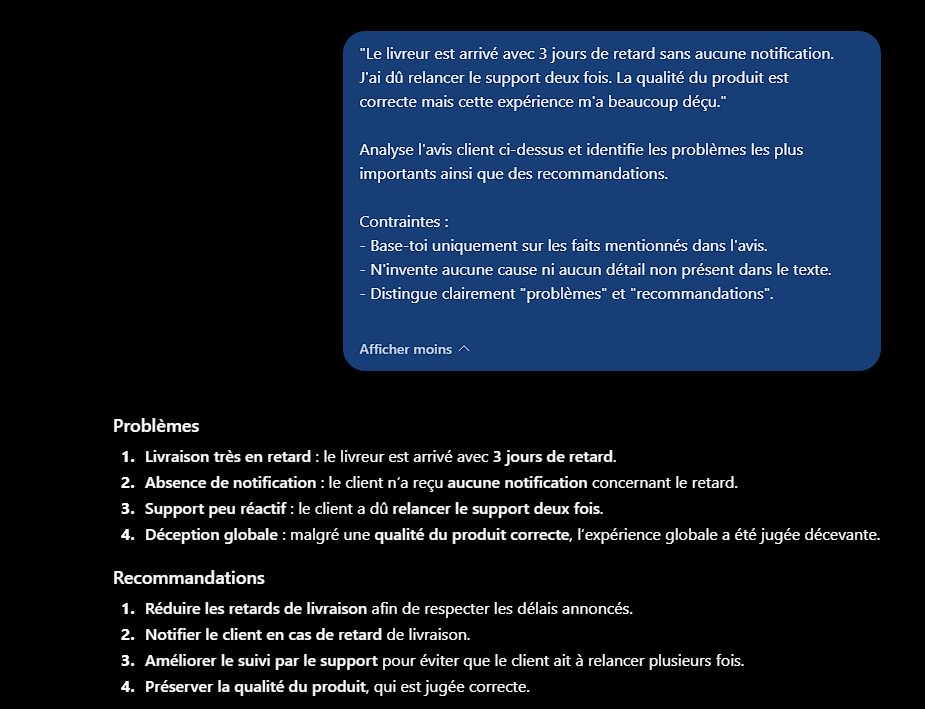 "Le livreur est arrivé avec 3 jours de retard sans aucune notification.
J'ai dû relancer le support deux fois. La qualité du produit est
correcte mais cette expérience m'a beaucoup déçu."
Analyse l'avis client ci-dessus et identifie les problèmes les plus
importants ainsi que des recommandations.
Contraintes :
- Base-toi uniquement sur les faits mentionnés dans l'avis.
- N'invente aucune cause ni aucun détail non présent dans le texte.
- Distingue clairement "problèmes" et "recommandations".
Afficher moins
Problèmes
1. Livraison très en retard : le livreur est arrivé avec 3 jours de retard.
2. Absence de notification : le client n'a reçu aucune notification concernant le retard.
3. Support peu réactif : le client a dû relancer le support deux fois.
4. Déception globale : malgré une qualité du produit correcte, l'expérience globale a été jugée décevante.
Recommandations
1. Réduire les retards de livraison afin de respecter les délais annoncés.
2. Notifier le client en cas de retard de livraison.
3. Améliorer le suivi par le support pour éviter que le client ait à relancer plusieurs fois.
4. Préserver la qualité du produit, qui est jugée correcte.